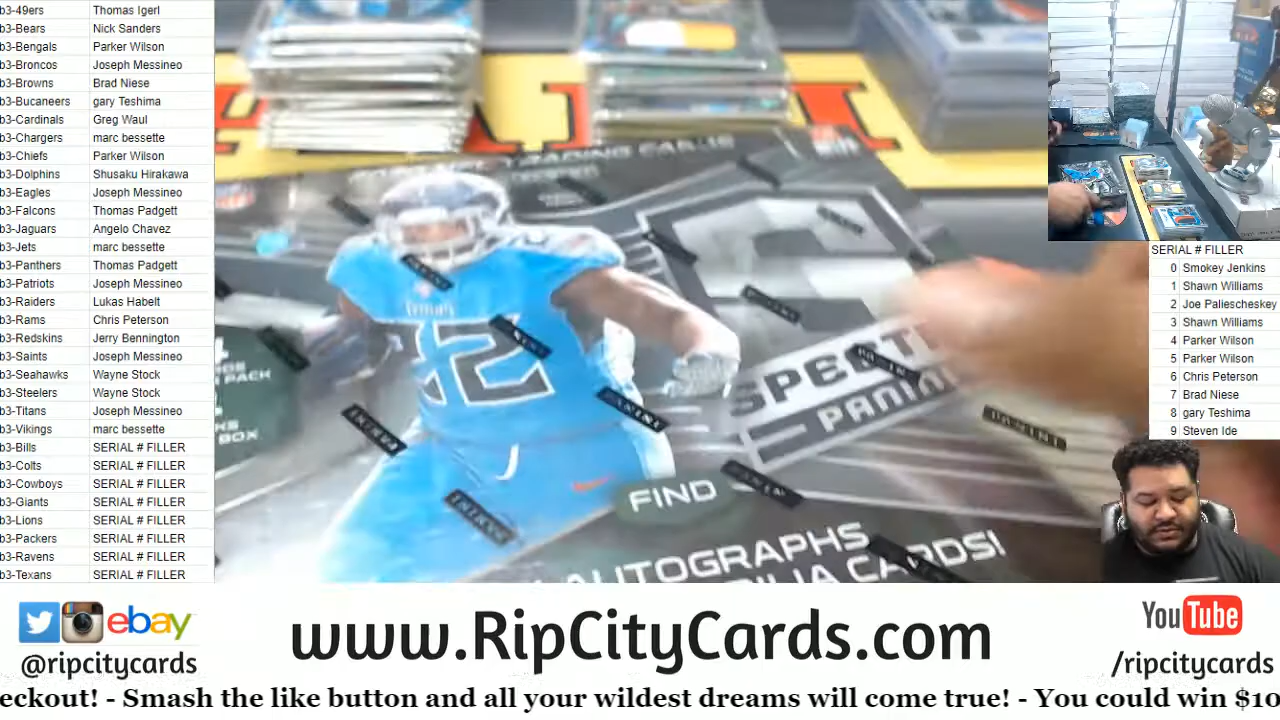 b3-49ers Thomas Igerl
b3-Bears Nick Sanders
b3-Bengals Parker Wilson
b3-Broncos Joseph Messineo
b3-Browns Brad Niese
b3-Bucaneers gary Teshima
b3-Cardinals Greg Waul
b3-Chargers marc bessette
b3-Chiefs Parker Wilson
b3-Dolphins Shusaku Hirakawa
b3-Eagles Joseph Messineo
b3-Falcons Thomas Padgett
b3-Jaguars Angelo Chavez
b3-Jets marc bessette
b3-Panthers Thomas Padgett
b3-Patriots Joseph Messineo
b3-Raiders Lukas Habelt
b3-Rams Chris Peterson
b3-Redskins Jerry Bennington
b3-Saints Joseph Messineo
b3-Seahawks Wayne Stock
b3-Steelers Wayne Stock
b3-Titans Joseph Messineo
b3-Vikings marc bessette
b3-Bills SERIAL # FILLER
b3-Colts SERIAL # FILLER
b3-Cowboys SERIAL # FILLER
b3-Giants SERIAL # FILLER
b3-Lions SERIAL # FILLER
b3-Packers SERIAL # FILLER
b3-Ravens SERIAL # FILLER
b3-Texans SERIAL # FILLER
TRADING CARDS
TITANS
22
PACK
BOX
SPECT
PANINI
FIND
AUTOGRAPHS
CARDS!
SERIAL # FILLER
0 Smokey Jenkins
1 Shawn Williams
2 Joe Paliescheskey
3 Shawn Williams
4 Parker Wilson
5 Parker Wilson
6 Chris Peterson
7 Brad Niese
8 gary Teshima
9 Steven Ide
ebay
@ripcitycards
www.RipCityCards.com
YouTube
/ripcitycards
eckout! - Smash the like button and all your wildest dreams will come true! - You could win $10